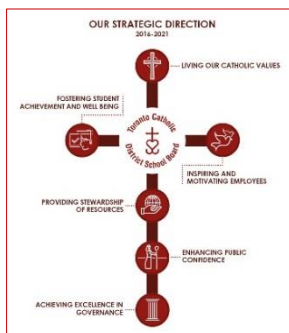 OUR STRATEGIC DIRECTION
2016-2021
LIVING OUR CATHOLIC VALUES
FOSTERING STUDENT
ACHIEVEMENT AND WELL BEING
Toronto Catholic
District School Board
INSPIRING AND
MOTIVATING EMPLOYEES
PROVIDING STEWARDSHIP
OF RESOURCES
ENHANCING PUBLIC
CONFIDENCE
ACHIEVING EXCELLENCE IN
GOVERNANCE